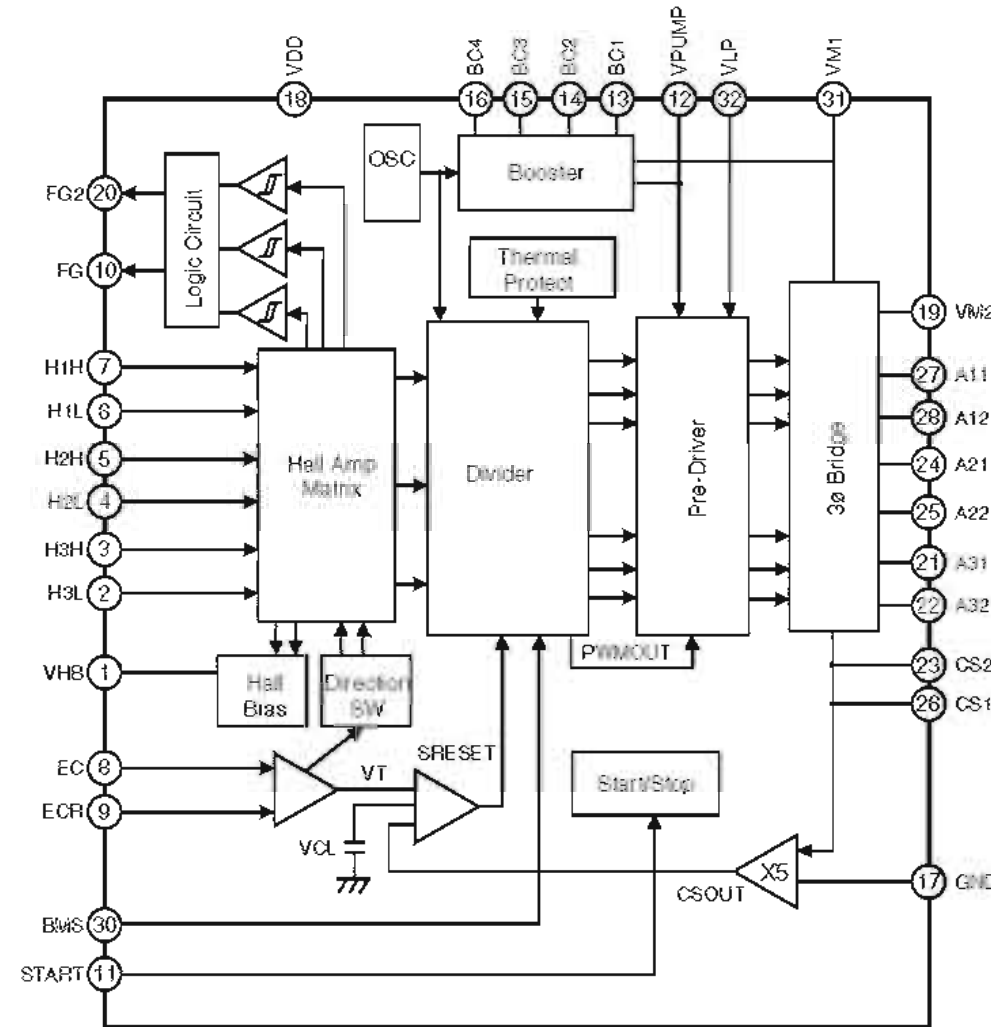 VDD
BC4
BC3
BC2
BC1
VPUMP
VLP
VM1
18
16
15
14
13
12
32
31
OSC
Booster
FG2 20
FG 10
Logic Circuit
Thermal
Protect
H1H 7
H1L 6
H2H 5
H2L 4
H3H 3
H3L 2
Hall Amp
Matrix
Divider
Pre-Driver
3ø Bridge
19 VM2
27 A11
28 A12
24 A21
25 A22
21 A31
22 A32
VHB 1
Hall
Bias
Direction
SW
PWMOUT
23 CS2
26 CS1
EC 8
ECR 9
VT
SRESET
VCL
Start/Stop
X5
CSOUT
17 GND
BMS 30
START 11